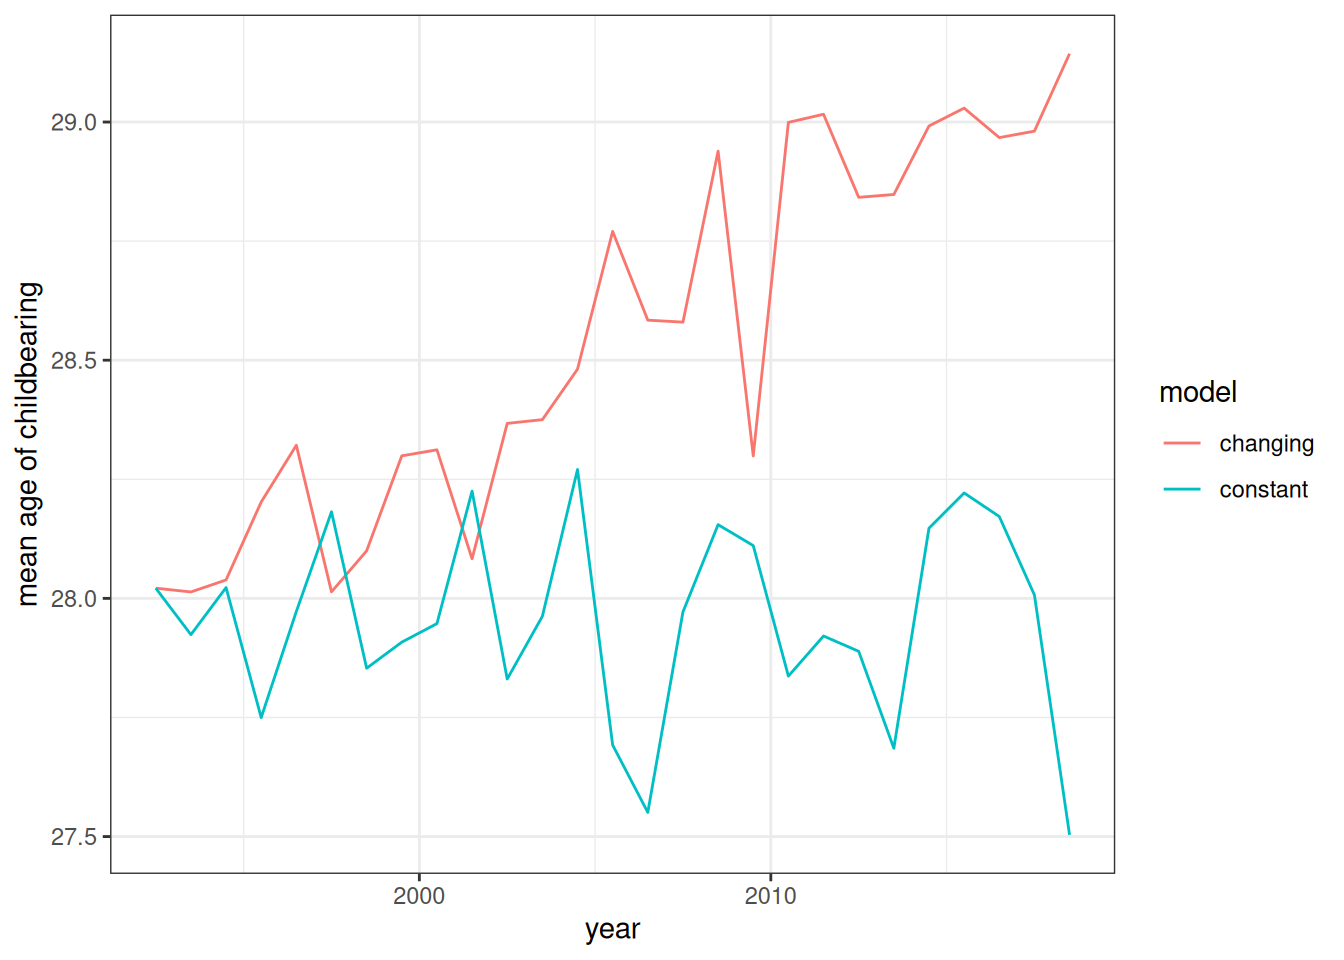 29.0
28.5
28.0
27.5
mean age of childbearing
2000
2010
year
model
changing
constant